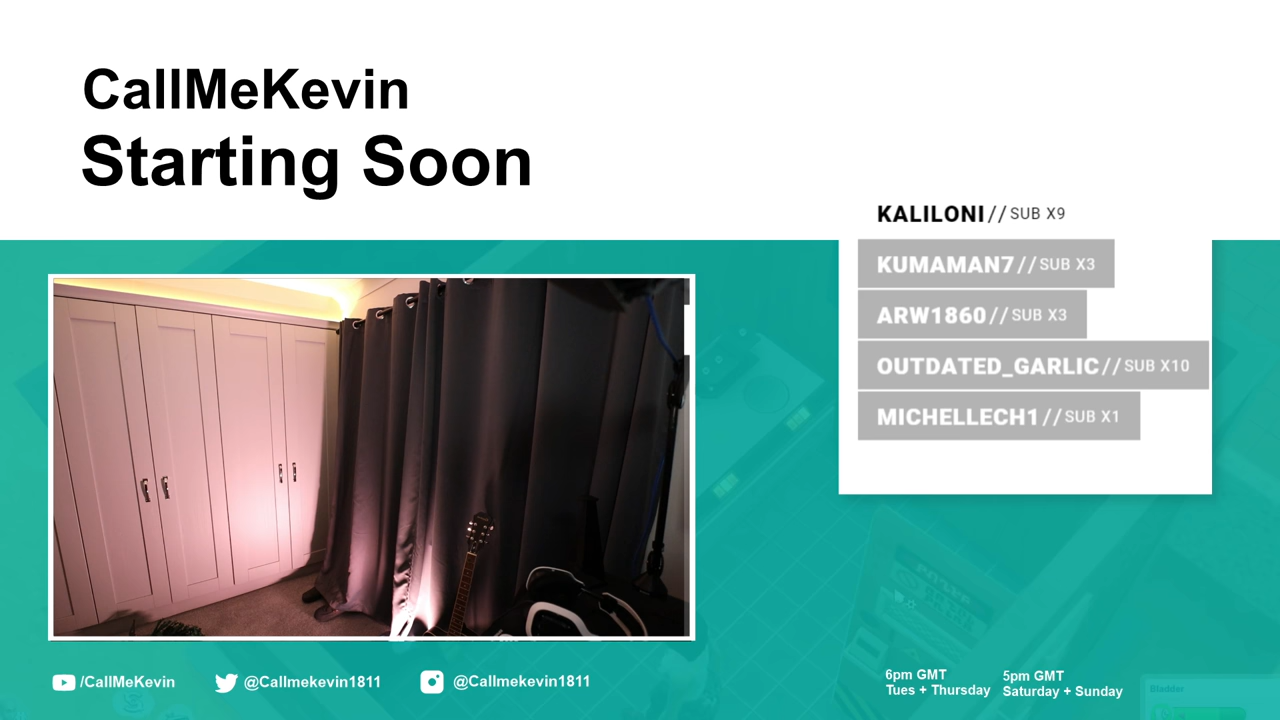 CallMeKevin
Starting Soon
KALILONI// SUB X9
KUMAMAN7// SUB X3
ARW1860// SUB X3
OUTDATED_GARLIC// SUB X10
MICHELLECH1// SUB X1
/CallMeKevin
@Callmekevin1811
@Callmekevin1811
6pm GMT
Tues + Thursday
5pm GMT
Saturday + Sunday
Bladder